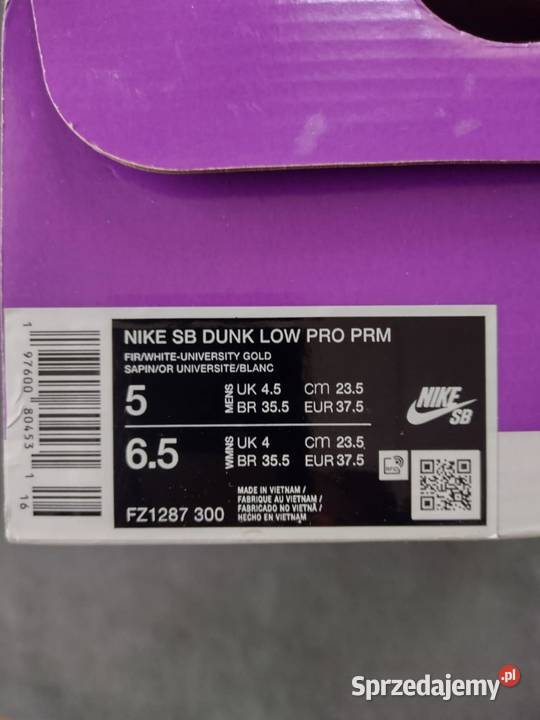 NIKE SB DUNK LOW PRO PRM
FIR/WHITE-UNIVERSITY GOLD
SAPIN/OR UNIVERSITE/BLANC
5 MENS UK 4.5 cm 23.5
BR 35.5 EUR 37.5
6.5 WMNS UK 4 cm 23.5
BR 35.5 EUR 37.5
NIKE
SB
RFID
FZ1287 300
MADE IN VIETNAM /
FABRIQUE AU VIETNAM /
FABRICADO NO VIETNÃ /
HECHO EN VIETNAM
1 97600 80453 1 16
Sprzedajemy.pl